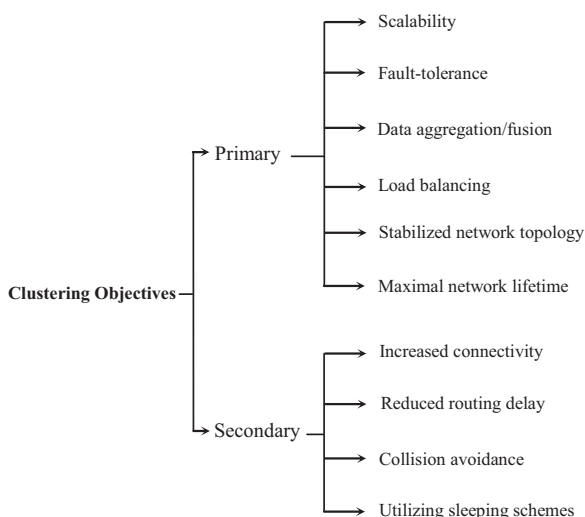 Clustering Objectives
Primary
Scalability
Fault-tolerance
Data aggregation/fusion
Load balancing
Stabilized network topology
Maximal network lifetime
Secondary
Increased connectivity
Reduced routing delay
Collision avoidance
Utilizing sleeping schemes